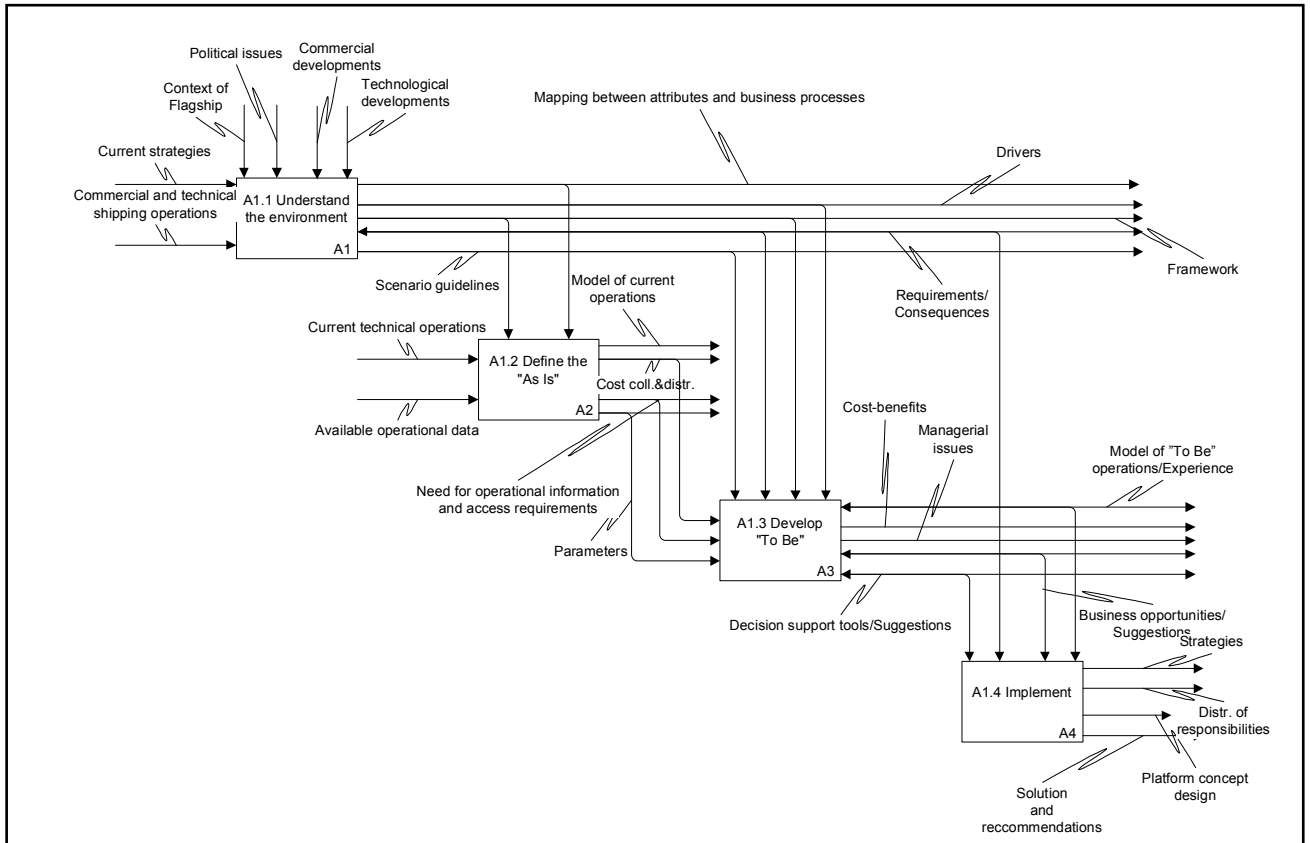 Political issues
Commercial
developments
Context of
Flagship
Technological
developments
Mapping between attributes and business processes
Current strategies
Drivers
Commercial and technical
shipping operations
A1.1 Understand
the environment
A1
Scenario guidelines
Model of current
operations
Requirements/
Consequences
Framework
Current technical operations
A1.2 Define the
"As Is"
A2
Cost coll.&distr.
Available operational data
Cost-benefits
Managerial
issues
Model of ”To Be”
operations/Experience
Need for operational information
and access requirements
Parameters
A1.3 Develop
"To Be"
A3
Decision support tools/Suggestions
Business opportunities/
Suggestions
Strategies
A1.4 Implement
A4
Distr. of
responsibilities
Platform concept
design
Solution
and
reccommendations